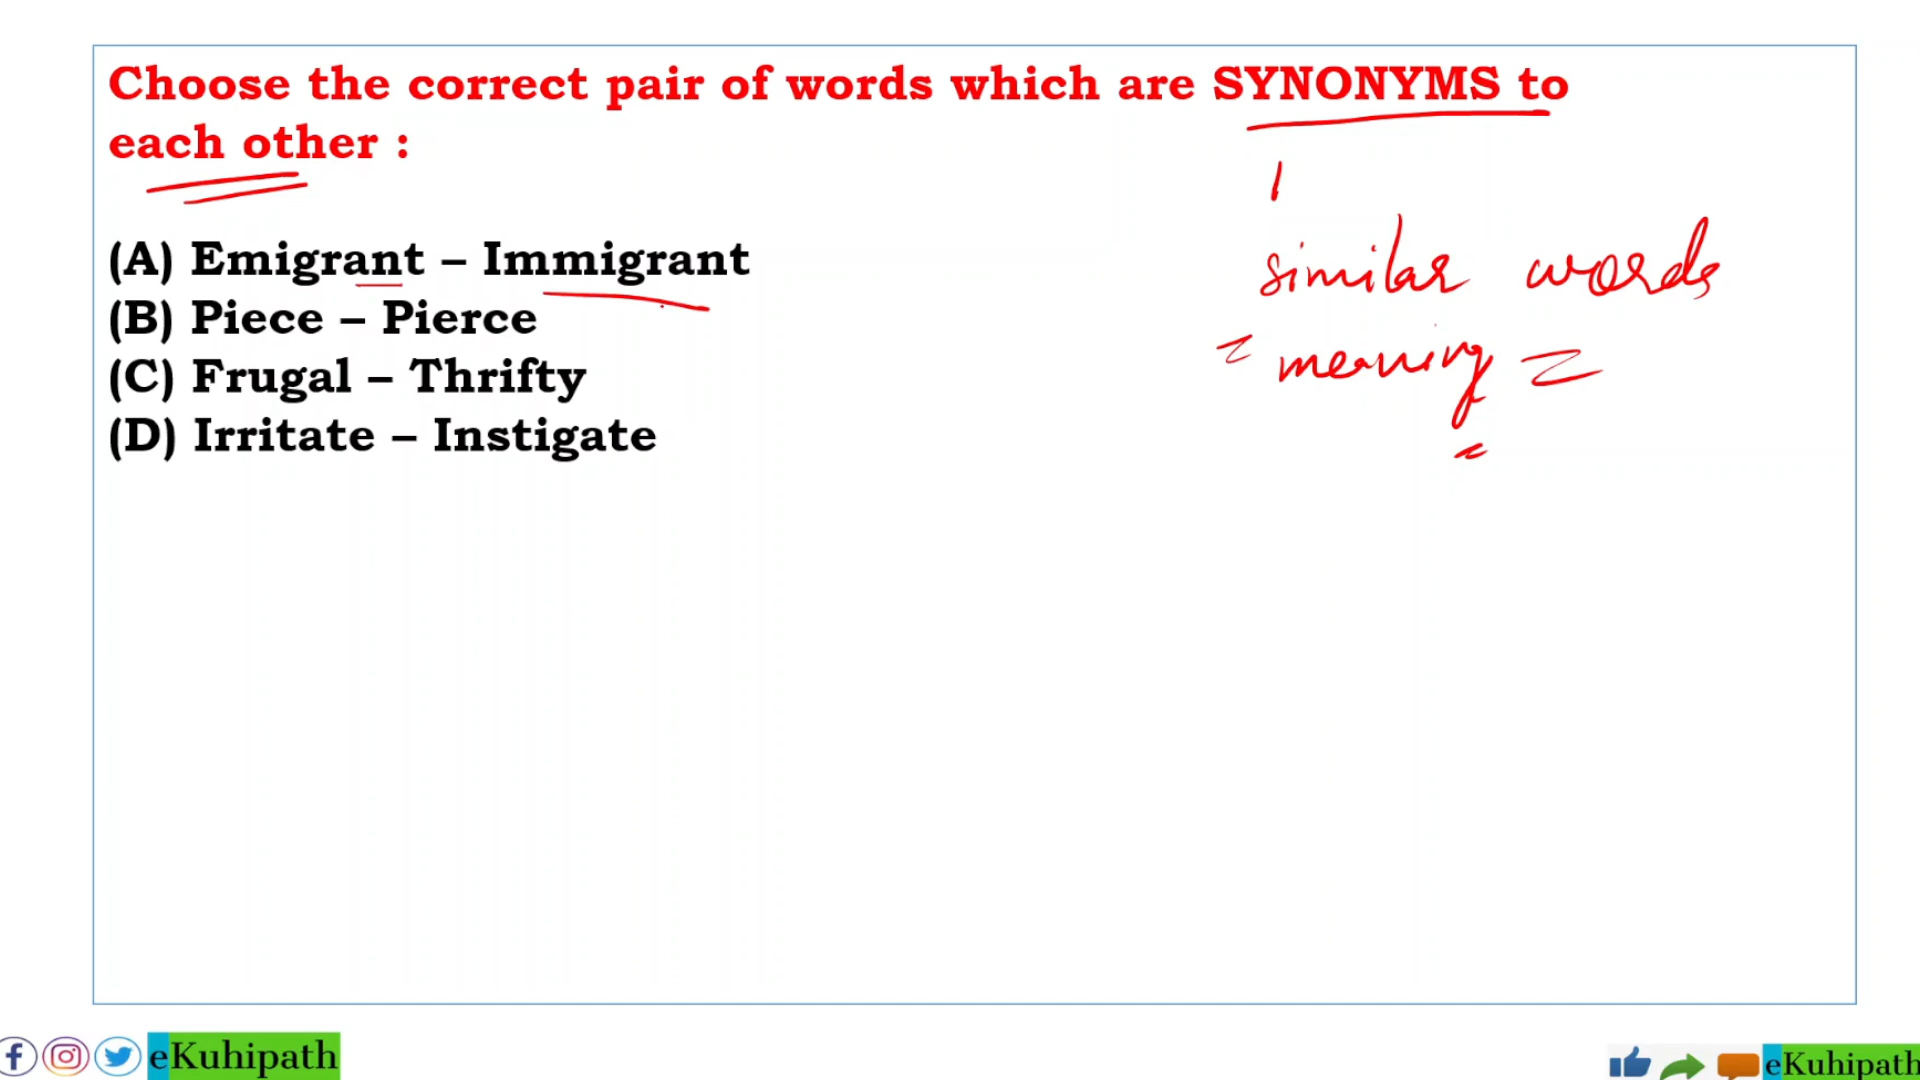 Choose the correct pair of words which are SYNONYMS to
each other :
(A) Emigrant – Immigrant
(B) Piece – Pierce
(C) Frugal – Thrifty
(D) Irritate – Instigate
similar words
meaning
eKuhipath
eKuhipath